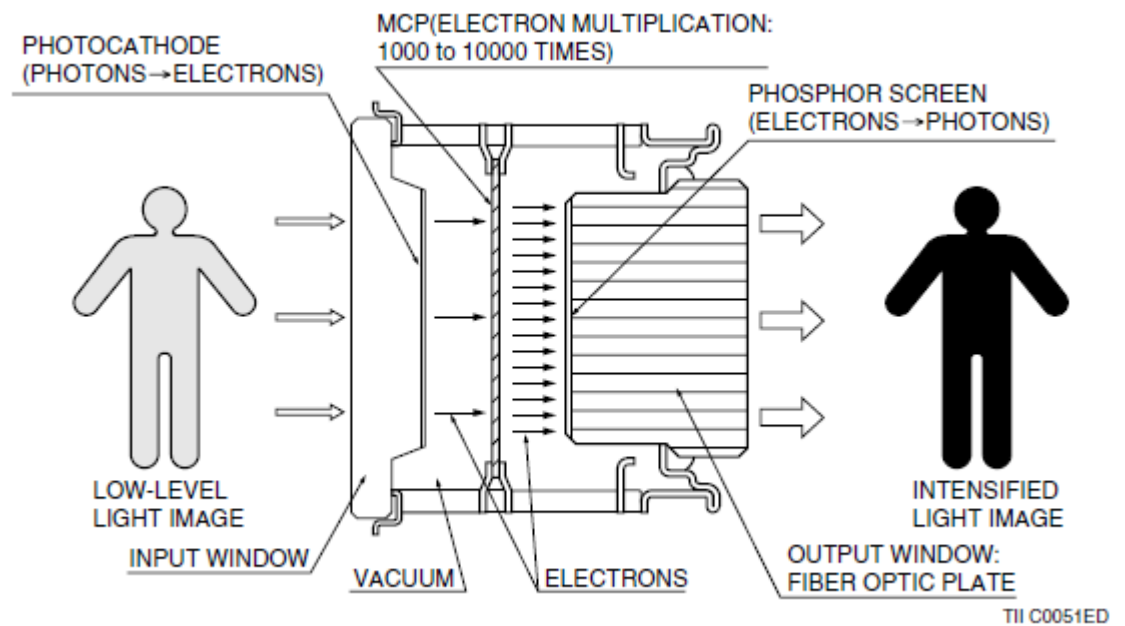 MCP(ELECTRON MULTIPLICATION:
1000 to 10000 TIMES)
PHOTOCATHODE
(PHOTONS→ELECTRONS)
PHOSPHOR SCREEN
(ELECTRONS→PHOTONS)
LOW-LEVEL
LIGHT IMAGE
INTENSIFIED
LIGHT IMAGE
INPUT WINDOW
VACUUM
ELECTRONS
OUTPUT WINDOW:
FIBER OPTIC PLATE
TII C0051ED